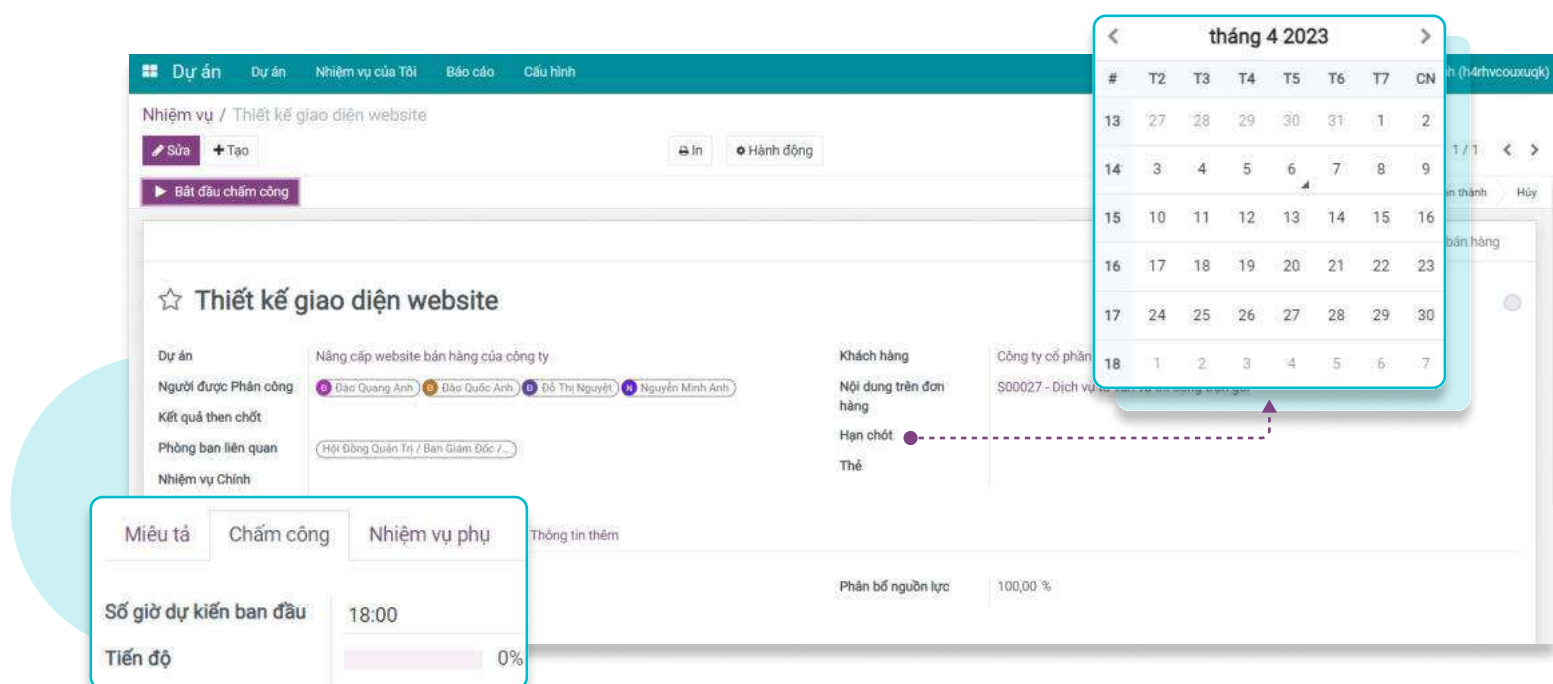 Dự án Dự án Nhiệm vụ của Tôi Báo cáo Cấu hình
(h4rhvcouxuqk)
Nhiệm vụ / Thiết kế giao diện website
Sửa Tạo In Hành động 1 / 1
Bắt đầu chấm công thành Hủy
bán hàng
Thiết kế giao diện website
Dự án Nâng cấp website bán hàng của công ty
Người được Phân công Đ Đào Quang Anh Đ Đào Quốc Anh Đ Đỗ Thị Nguyệt N Nguyễn Minh Anh
Kết quả then chốt
Phòng ban liên quan Hội Đồng Quản Trị / Ban Giám Đốc /...
Nhiệm vụ Chính
Khách hàng Công ty cổ phần
Nội dung trên đơn S00027 - Dịch vụ
hàng
Hạn chót
Thẻ
tháng 4 2023
# T2 T3 T4 T5 T6 T7 CN
13 27 28 29 30 31 1 2
14 3 4 5 6 7 8 9
15 10 11 12 13 14 15 16
16 17 18 19 20 21 22 23
17 24 25 26 27 28 29 30
18 1 2 3 4 5 6 7
Miêu tả Chấm công Nhiệm vụ phụ Thông tin thêm
Số giờ dự kiến ban đầu 18:00
Tiến độ 0%
Phân bổ nguồn lực 100,00 %